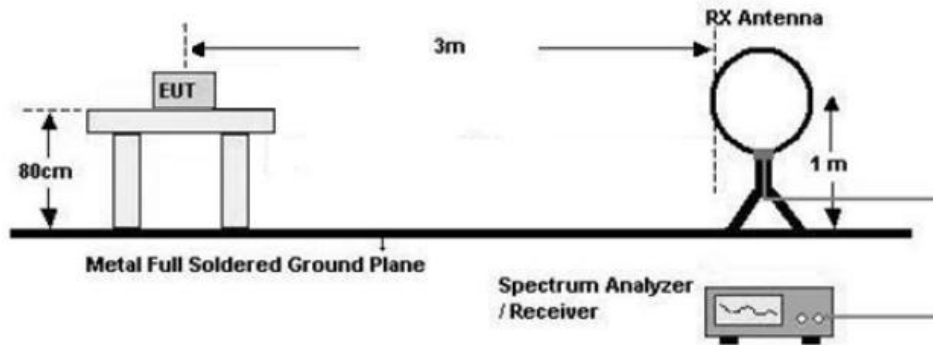 RX Antenna
3m
EUT
80cm
1 m
Metal Full Soldered Ground Plane
Spectrum Analyzer
/ Receiver